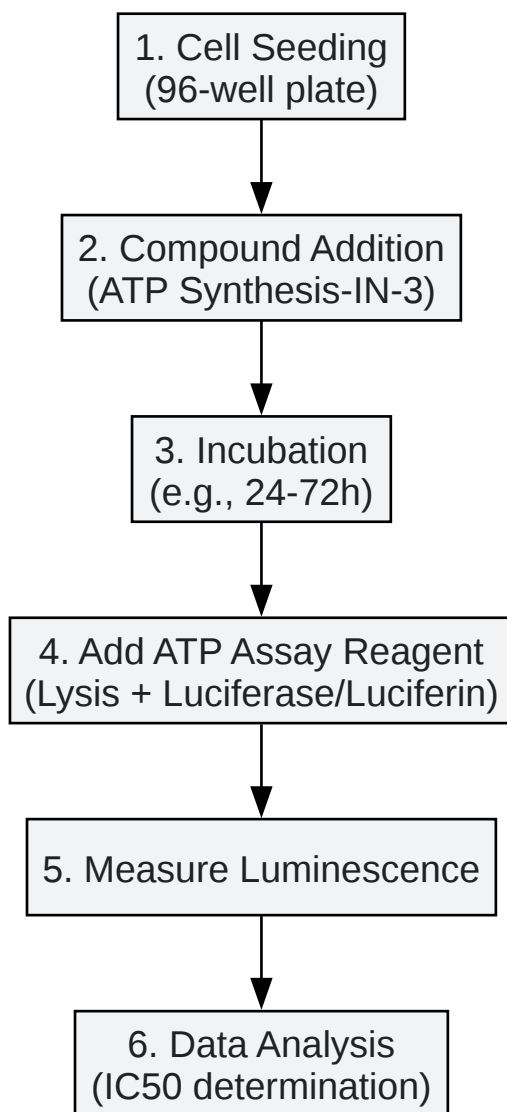 1. Cell Seeding
(96-well plate)
2. Compound Addition
(ATP Synthesis-IN-3)
3. Incubation
(e.g., 24-72h)
4. Add ATP Assay Reagent
(Lysis + Luciferase/Luciferin)
5. Measure Luminescence
6. Data Analysis
(IC50 determination)